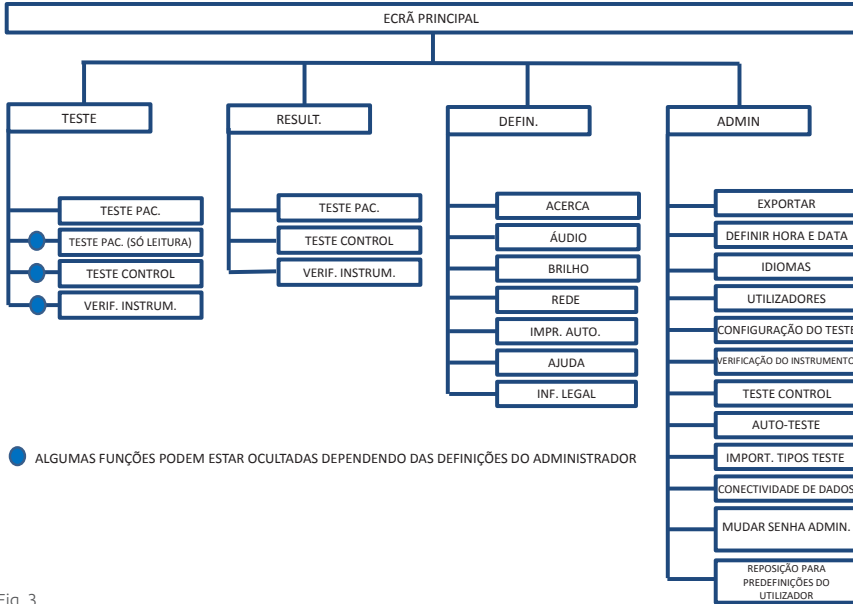 ECRÃ PRINCIPAL
TESTE
TESTE PAC.
TESTE PAC. (SÓ LEITURA)
TESTE CONTROL
VERIF. INSTRUM.
RESULT.
TESTE PAC.
TESTE CONTROL
VERIF. INSTRUM.
DEFIN.
ACERCA
ÁUDIO
BRILHO
REDE
IMPR. AUTO.
AJUDA
INF. LEGAL
ADMIN
EXPORTAR
DEFINIR HORA E DATA
IDIOMAS
UTILIZADORES
CONFIGURAÇÃO DO TESTE
VERIFICAÇÃO DO INSTRUMENTO
TESTE CONTROL
AUTO-TESTE
IMPORT. TIPOS TESTE
CONECTIVIDADE DE DADOS
MUDAR SENHA ADMIN.
REPOSIÇÃO PARA
PREDEFINIÇÕES DO
UTILIZADOR
ALGUMAS FUNÇÕES PODEM ESTAR OCULTADAS DEPENDENDO DAS DEFINIÇÕES DO ADMINISTRADOR
Fig. 3